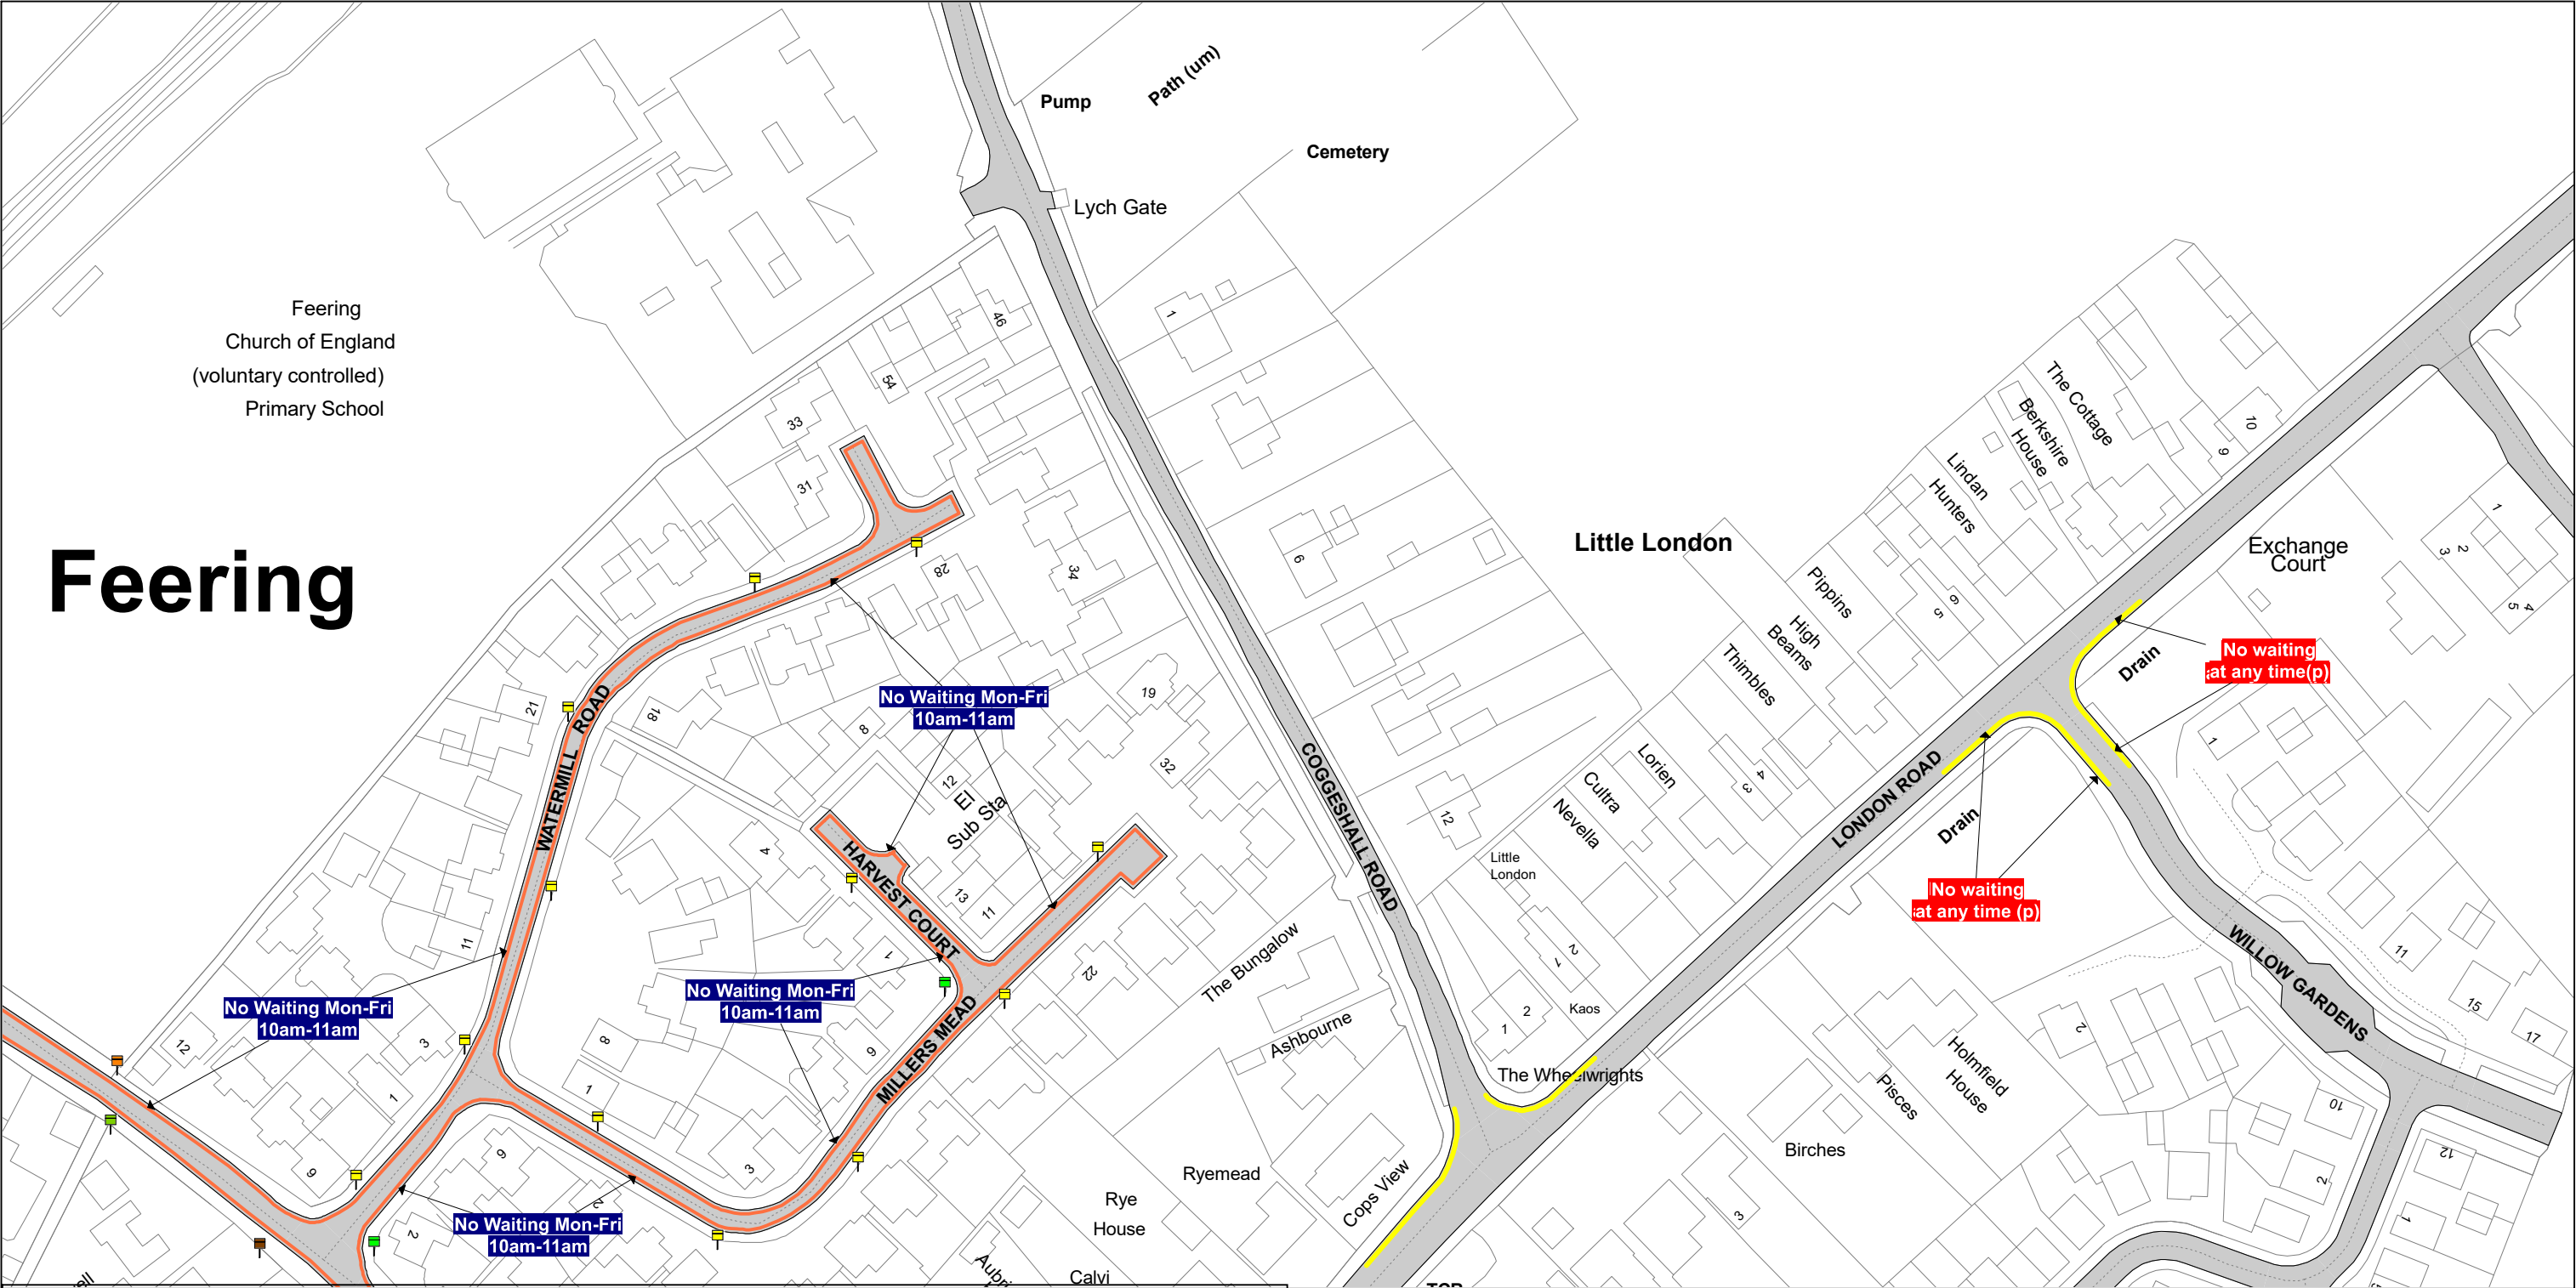 Pump
Path (um)
Cemetery
Lych Gate
Feering
Church of England
(voluntary controlled)
Primary School
Feering
46
54
33
31
28
34
21
18
8
12
19
32
El
Sub Sta
13
11
4
1
22
11
3
1
12
9
8
1
6
3
6
2
2
WATERMILL ROAD
HARVEST COURT
MILLERS MEAD
No Waiting Mon-Fri
10am-11am
No Waiting Mon-Fri
10am-11am
No Waiting Mon-Fri
10am-11am
No Waiting Mon-Fri
10am-11am
COGGESHALL ROAD
1
6
12
Little London
The Cottage
Berkshire
House
Lindan
Hunters
10
9
Pippins
High
Beams
Thimbles
6
5
Lorien
Cultra
Nevella
4
3
Little
London
2
1
2
Kaos
The Wheelwrights
LONDON ROAD
Exchange
Court
1
2
3
4
5
Drain
No waiting
at any time(p)
Drain
No waiting
at any time (p)
WILLOW GARDENS
1
11
15
17
2
10
12
2
1
The Bungalow
Ashbourne
Cops View
Ryemead
Rye
House
Calvi
Holmfield
House
Pisces
Birches
3